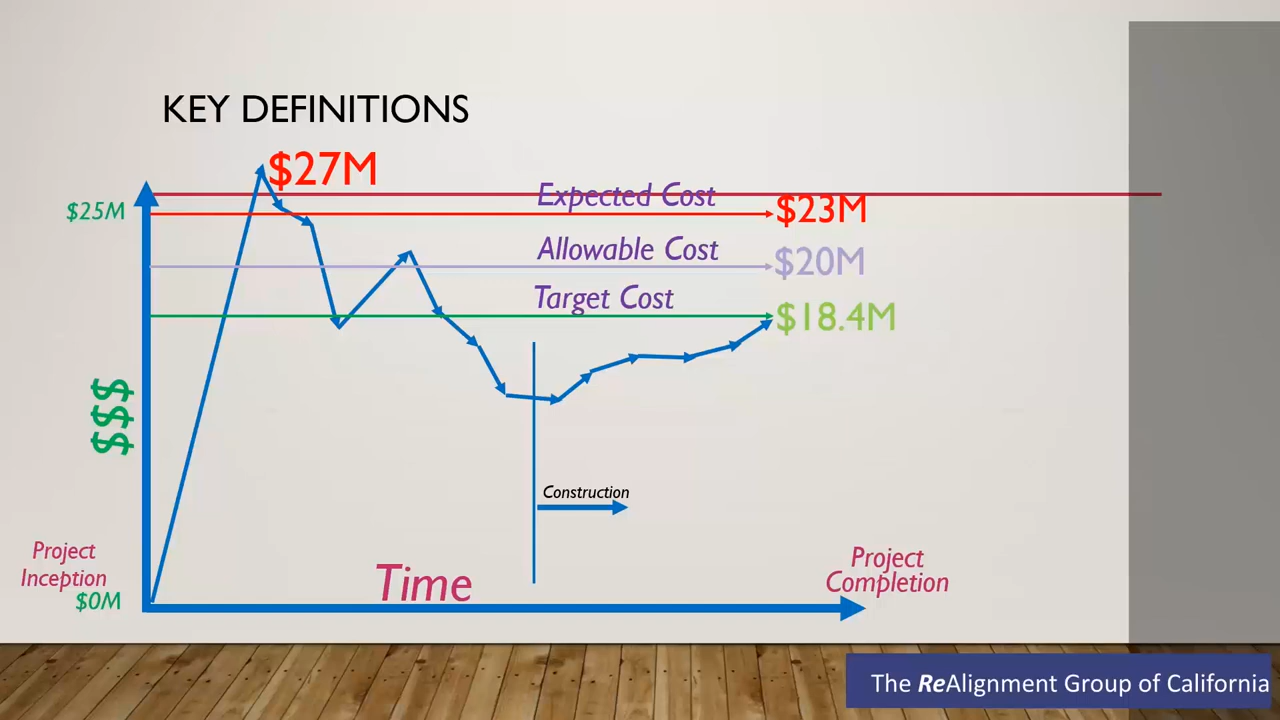 KEY DEFINITIONS
$27M
Expected Cost
$25M
$23M
Allowable Cost
$20M
Target Cost
$18.4M
$$$
Construction
Project
Inception
$0M
Time
Project
Completion
The ReAlignment Group of California